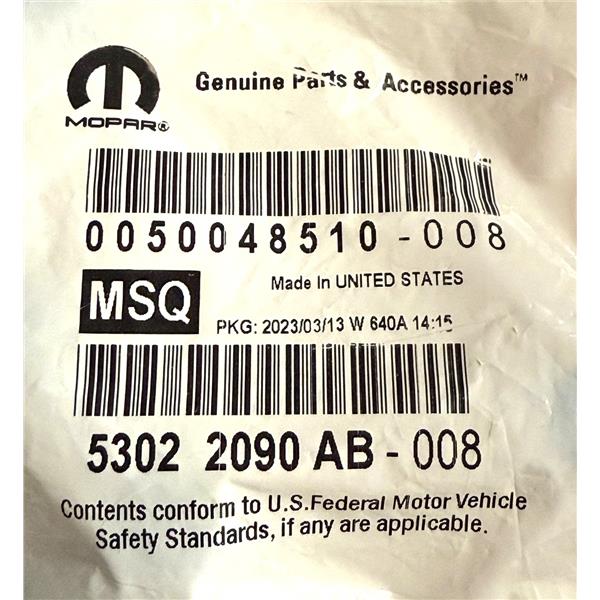 Genuine Parts & Accessories™
MOPAR®
0050048510-008
Made In UNITED STATES
MSQ
PKG: 2023/03/13 W 640A 14:15
5302 2090 AB - 008
Contents conform to U.S.Federal Motor Vehicle
Safety Standards, if any are applicable.